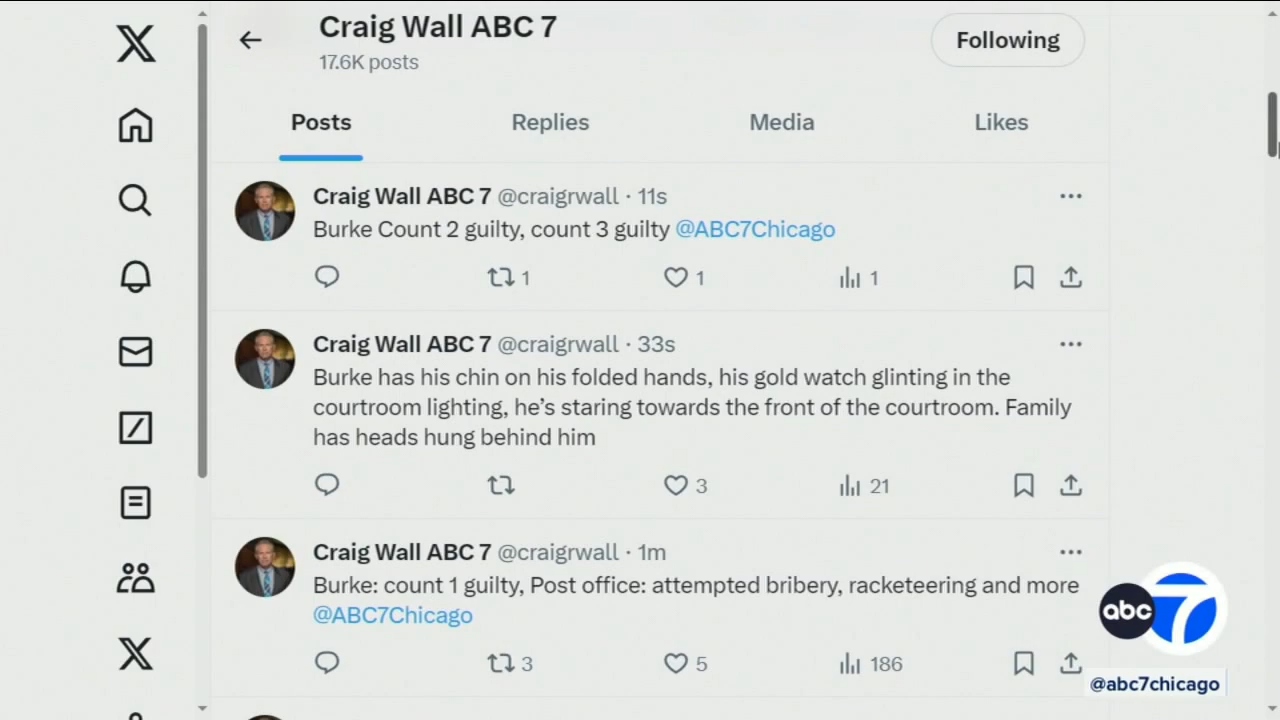 Craig Wall ABC 7
17.6K posts
Following
Posts
Replies
Media
Likes
Craig Wall ABC 7 @craigrwall · 11s
Burke Count 2 guilty, count 3 guilty @ABC7Chicago
1
1
1
Craig Wall ABC 7 @craigrwall · 33s
Burke has his chin on his folded hands, his gold watch glinting in the
courtroom lighting, he’s staring towards the front of the courtroom. Family
has heads hung behind him
3
21
Craig Wall ABC 7 @craigrwall · 1m
Burke: count 1 guilty, Post office: attempted bribery, racketeering and more
@ABC7Chicago
3
5
186
abc 7
@abc7chicago